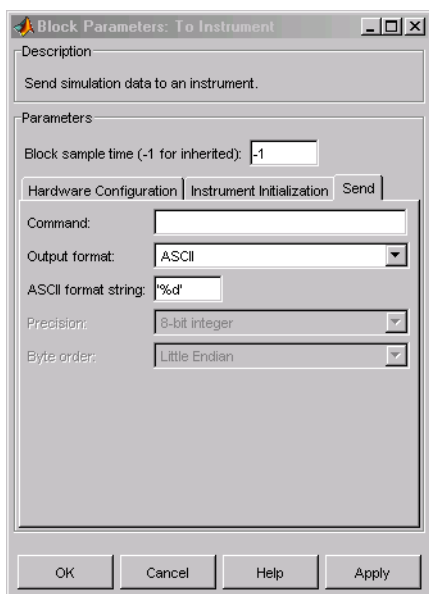 Block Parameters: To Instrument
Description
Send simulation data to an instrument.
Parameters
Block sample time (-1 for inherited): -1
Hardware Configuration Instrument Initialization Send
Command:
Output format: ASCII
ASCII format string: '%d'
Precision: 8-bit integer
Byte order: Little Endian
OK Cancel Help Apply